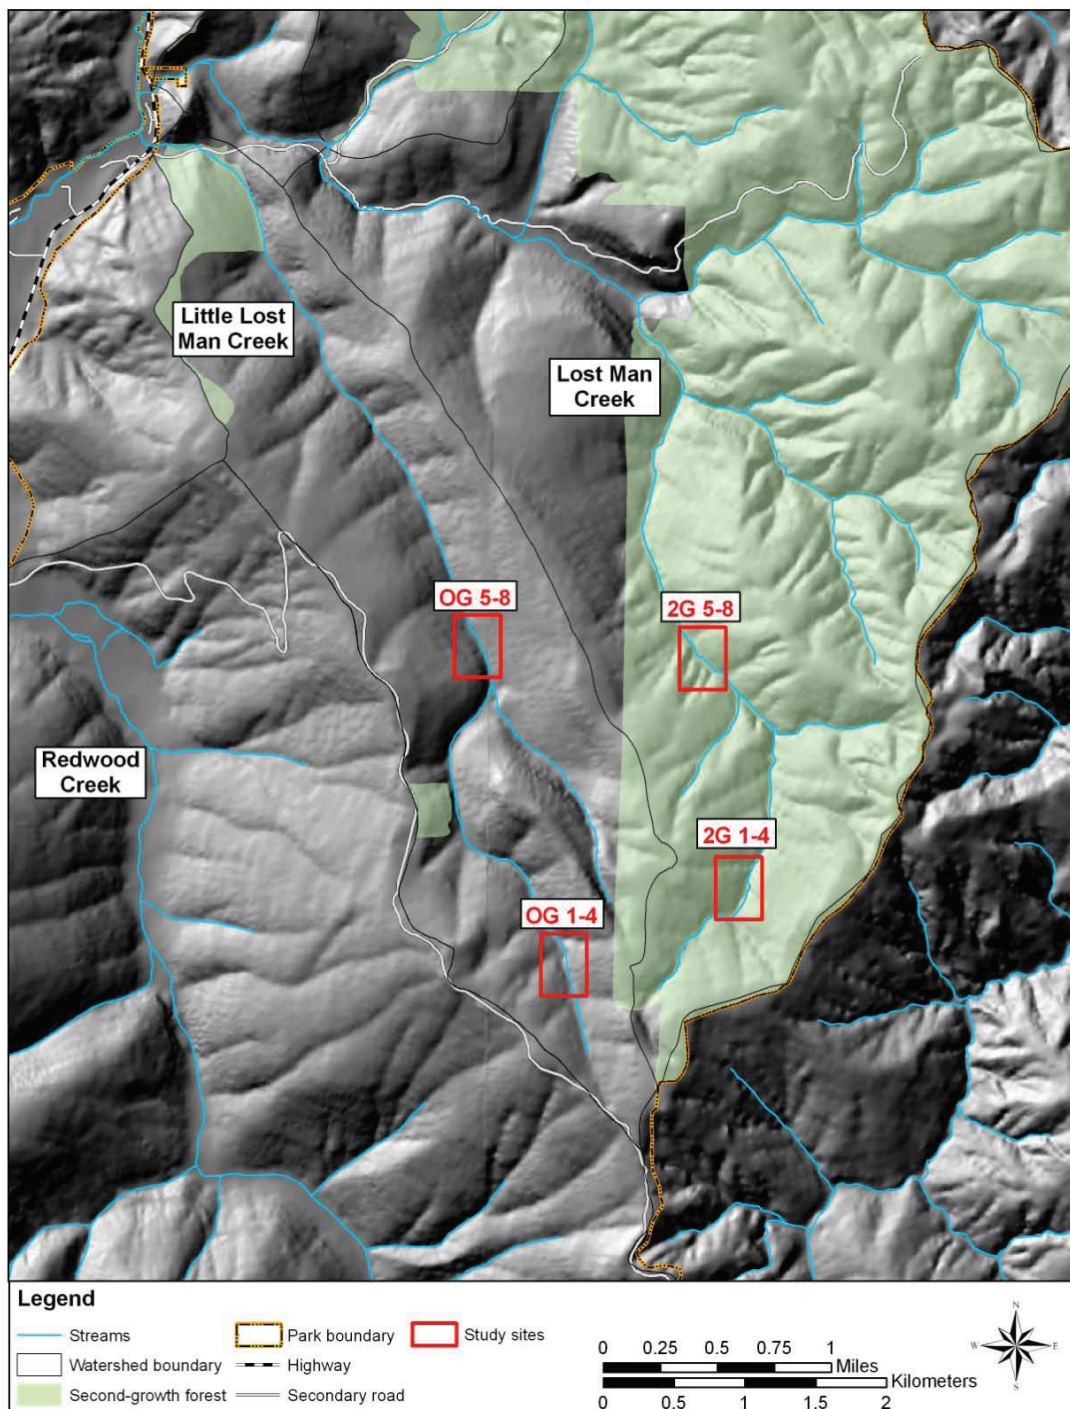 Little Lost
Man Creek
Lost Man
Creek
OG 5-8
2G 5-8
Redwood
Creek
2G 1-4
OG 1-4
Legend
Streams
Park boundary
Study sites
Watershed boundary
Highway
Second-growth forest
Secondary road
0 0.25 0.5 0.75 1
Miles
Kilometers
0 0.5 1 1.5 2
N
W E
S